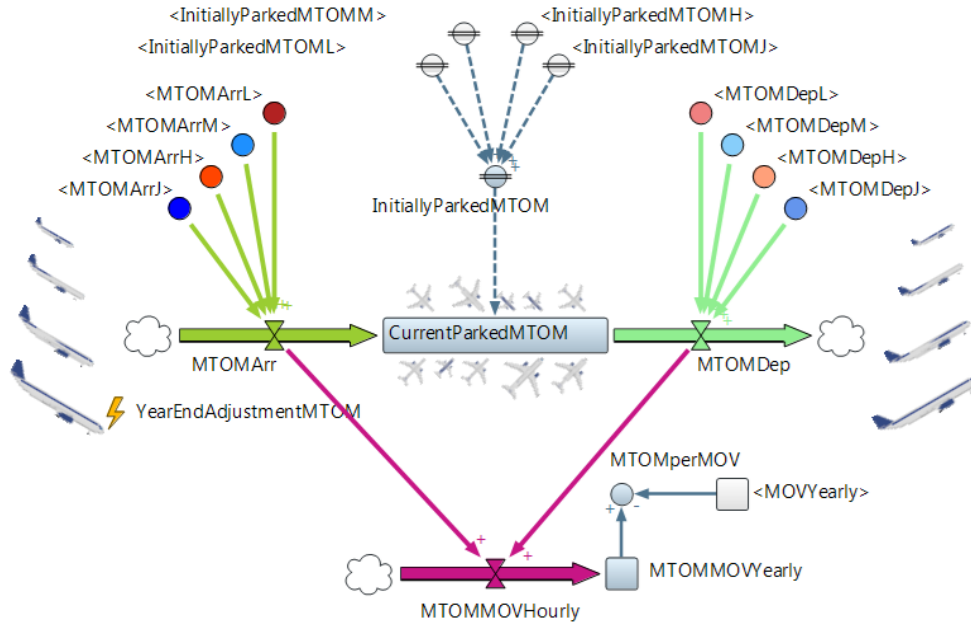 <InitiallyParkedMTOMM>
<InitiallyParkedMTOMH>
<InitiallyParkedMTOML>
<InitiallyParkedMTOMJ>
<MTOMArrL>
<MTOMDepL>
<MTOMArrM>
<MTOMDepM>
<MTOMArrH>
<MTOMDepH>
<MTOMArrJ>
<MTOMDepJ>
InitiallyParkedMTOM
CurrentParkedMTOM
MTOMArr
MTOMDep
YearEndAdjustmentMTOM
MTOMperMOV
<MOVYearly>
MTOMMOVYearly
MTOMMOVHourly